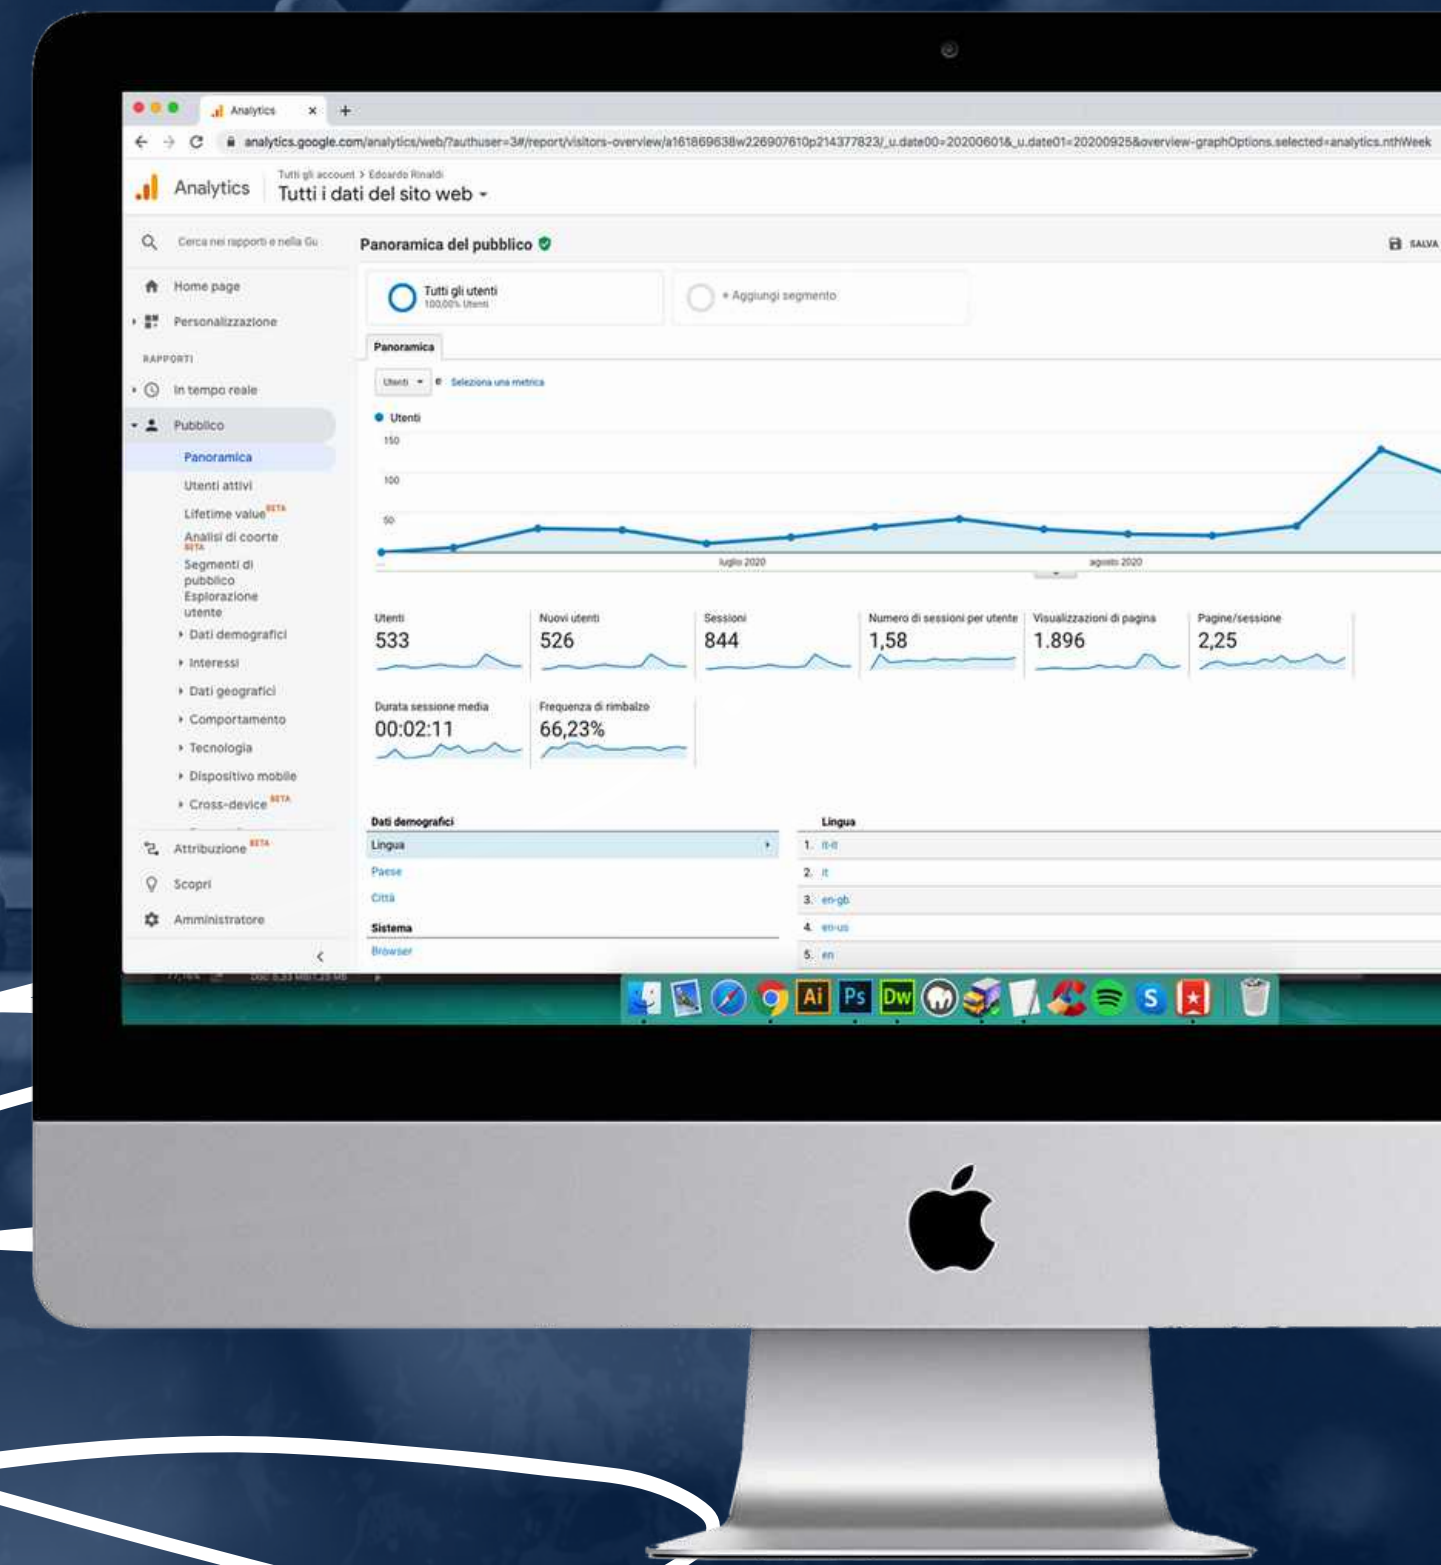 Analytics
analytics.google.com/analytics/web/?authuser=3#/report/visitors-overview/a161869638w226907610p214377823/_u.date00=20200601&_u.date01=20200925&overview-graphOptions.selected=analytics.nthWeek
Analytics
Tutti gli account > Edoardo Rinaldi
Tutti i dati del sito web
Cerca nei rapporti e nella Gu
Home page
Personalizzazione
RAPPORTI
In tempo reale
Pubblico
Panoramica
Utenti attivi
Lifetime value BETA
Analisi di coorte
BETA
Segmenti di
pubblico
Esplorazione
utente
Dati demografici
Interessi
Dati geografici
Comportamento
Tecnologia
Dispositivo mobile
Cross-device BETA
Attribuzione BETA
Scopri
Amministratore
Panoramica del pubblico
SALVA
Tutti gli utenti
100,00% Utenti
+ Aggiungi segmento
Panoramica
Utenti
e Seleziona una metrica
Utenti
150
100
50
...
luglio 2020
agosto 2020
Utenti
533
Nuovi utenti
526
Sessioni
844
Numero di sessioni per utente
1,58
Visualizzazioni di pagina
1.896
Pagine/sessione
2,25
Durata sessione media
00:02:11
Frequenza di rimbalzo
66,23%
Dati demografici
Lingua
Paese
Città
Sistema
Browser
Lingua
1. it-it
2. it
3. en-gb
4. en-us
5. en
Ai
Ps
Dw
S